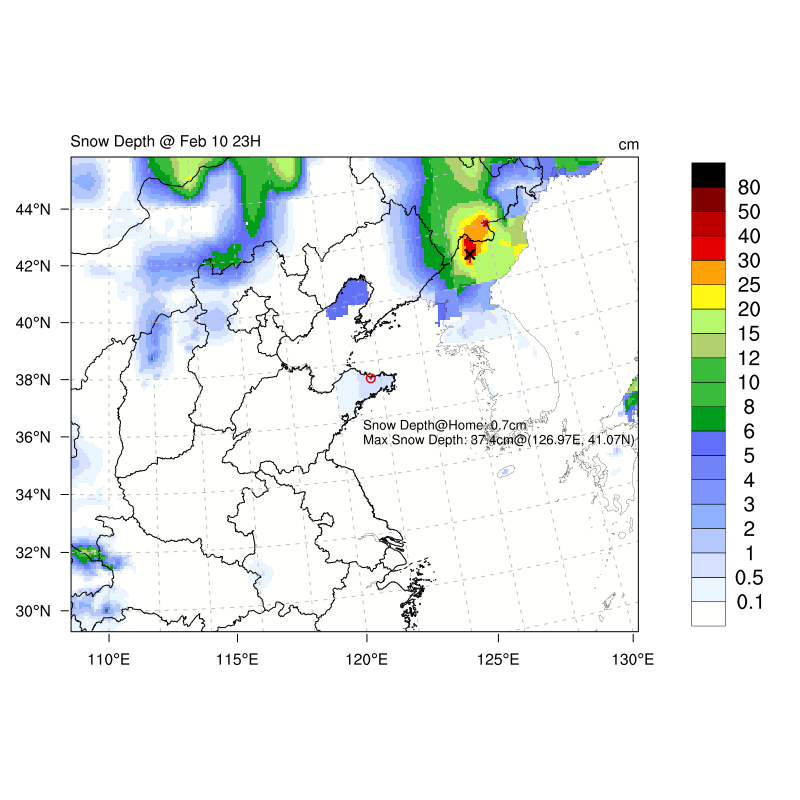 Snow Depth @ Feb 10 23H
cm
44°N
42°N
40°N
38°N
36°N
34°N
32°N
30°N
110°E
115°E
120°E
125°E
130°E
Snow Depth@Home: 0.7cm
Max Snow Depth: 37.4cm@(126.97E, 41.07N)
80
50
40
30
25
20
15
12
10
8
6
5
4
3
2
1
0.5
0.1